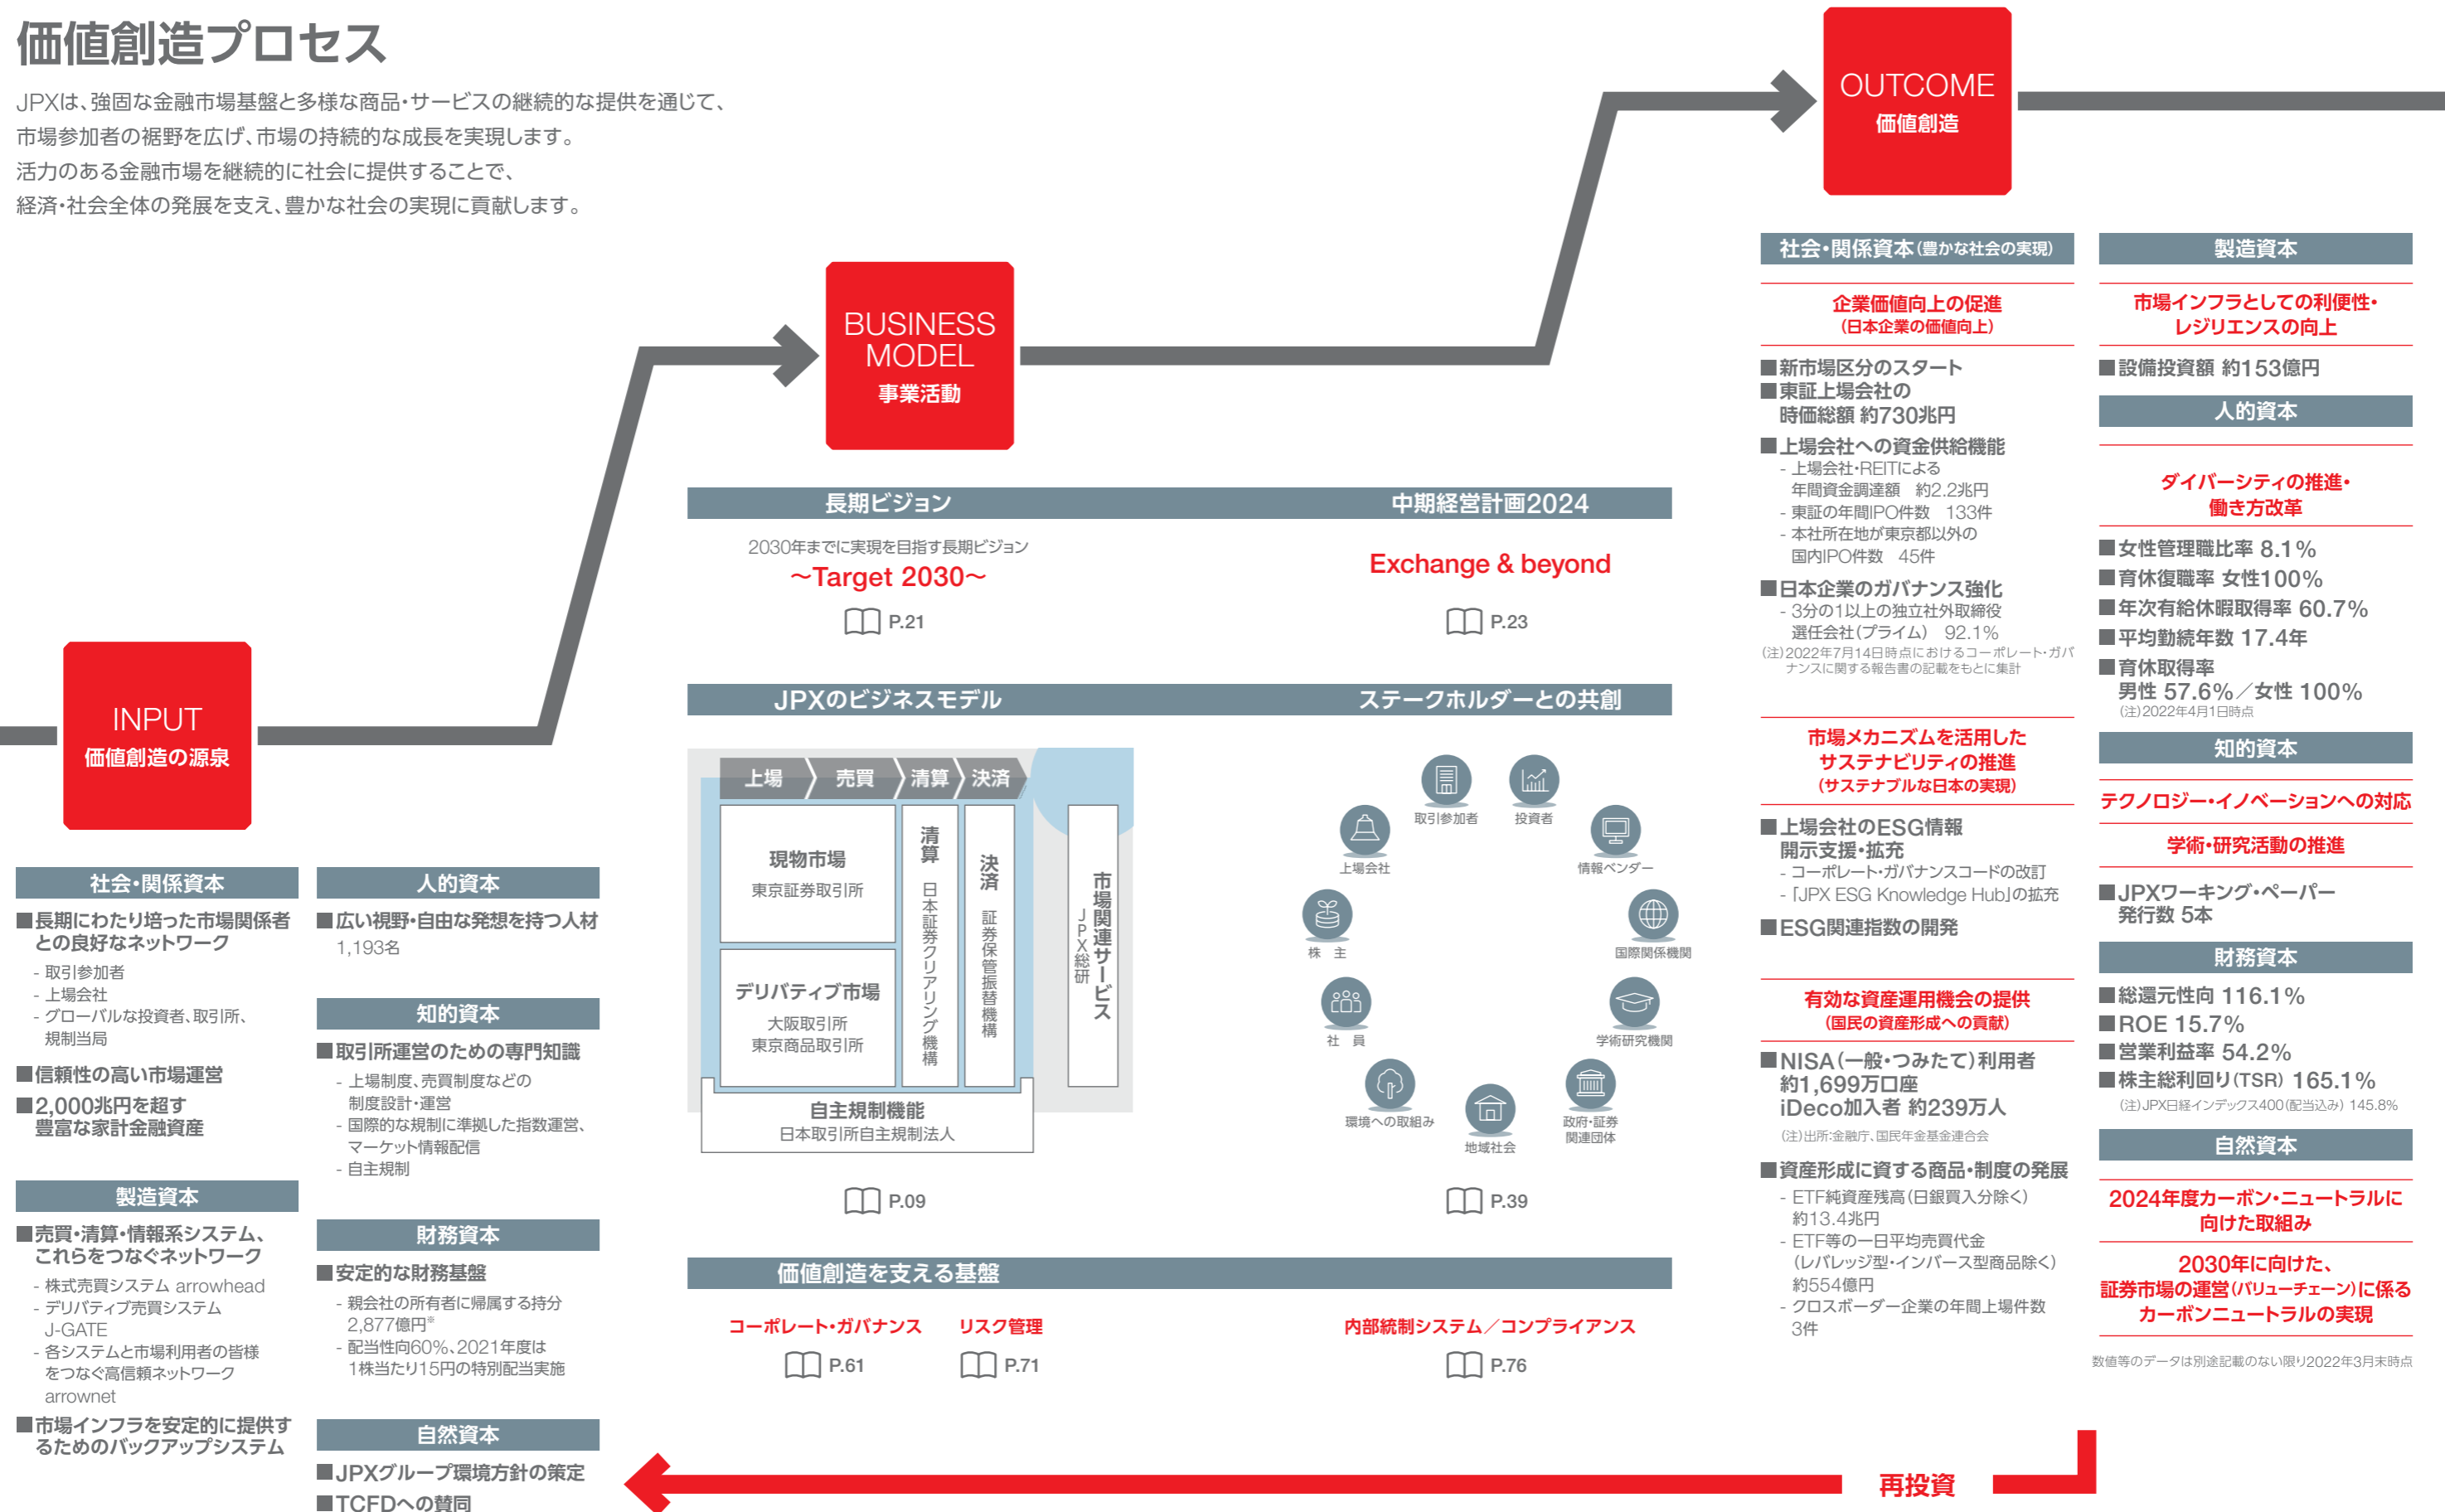 価値創造プロセス
JPXは、強固な金融市場基盤と多様な商品・サービスの継続的な提供を通じて、
市場参加者の裾野を広げ、市場の持続的な成長を実現します。
活力のある金融市場を継続的に社会に提供することで、
経済・社会全体の発展を支え、豊かな社会の実現に貢献します。
INPUT
価値創造の源泉
社会・関係資本
■長期にわたり培った市場関係者
との良好なネットワーク
- 取引参加者
- 上場会社
- グローバルな投資者、取引所、
規制当局
■信頼性の高い市場運営
■2,000兆円を超す
豊富な家計金融資産
製造資本
■売買・清算・情報系システム、
これらをつなぐネットワーク
- 株式売買システム arrowhead
- デリバティブ売買システム
J-GATE
- 各システムと市場利用者の皆様
をつなぐ高信頼ネットワーク
arrownet
■市場インフラを安定的に提供す
るためのバックアップシステム
人的資本
■広い視野・自由な発想を持つ人材
1,193名
知的資本
■取引所運営のための専門知識
- 上場制度、売買制度などの
制度設計・運営
- 国際的な規制に準拠した指数運営、
マーケット情報配信
- 自主規制
財務資本
■安定的な財務基盤
- 親会社の所有者に帰属する持分
2,877億円※
- 配当性向60%、2021年度は
1株当たり15円の特別配当実施
自然資本
■JPXグループ環境方針の策定
■TCFDへの賛同
BUSINESS
MODEL
事業活動
長期ビジョン
2030年までに実現を目指す長期ビジョン
〜Target 2030〜
P.21
中期経営計画2024
Exchange & beyond
P.23
JPXのビジネスモデル
上場
売買
清算
決済
現物市場
東京証券取引所
デリバティブ市場
大阪取引所
東京商品取引所
清算 日本証券クリアリング機構
決済 証券保管振替機構
市場関連サービス
JPX総研
自主規制機能
日本取引所自主規制法人
P.09
ステークホルダーとの共創
取引参加者
投資者
上場会社
情報ベンダー
株 主
国際関係機関
社 員
学術研究機関
環境への取組み
地域社会
政府・証券
関連団体
P.39
価値創造を支える基盤
コーポレート・ガバナンス
P.61
リスク管理
P.71
内部統制システム／コンプライアンス
P.76
OUTCOME
価値創造
社会・関係資本(豊かな社会の実現)
企業価値向上の促進
(日本企業の価値向上)
■新市場区分のスタート
■東証上場会社の
時価総額 約730兆円
■上場会社への資金供給機能
- 上場会社・REITによる
年間資金調達額 約2.2兆円
- 東証の年間IPO件数 133件
- 本社所在地が東京都以外の
国内IPO件数 45件
■日本企業のガバナンス強化
- 3分の1以上の独立社外取締役
選任会社(プライム) 92.1%
(注)2022年7月14日時点におけるコーポレート・ガバ
ナンスに関する報告書の記載をもとに集計
市場メカニズムを活用した
サステナビリティの推進
(サステナブルな日本の実現)
■上場会社のESG情報
開示支援・拡充
- コーポレート・ガバナンスコードの改訂
- 「JPX ESG Knowledge Hub」の拡充
■ESG関連指数の開発
有効な資産運用機会の提供
(国民の資産形成への貢献)
■NISA(一般・つみたて)利用者
約1,699万口座
iDeco加入者 約239万人
(注)出所:金融庁、国民年金基金連合会
■資産形成に資する商品・制度の発展
- ETF純資産残高(日銀買入分除く)
約13.4兆円
- ETF等の一日平均売買代金
(レバレッジ型・インバース型商品除く)
約554億円
- クロスボーダー企業の年間上場件数
3件
製造資本
市場インフラとしての利便性・
レジリエンスの向上
■設備投資額 約153億円
人的資本
ダイバーシティの推進・
働き方改革
■女性管理職比率 8.1%
■育休復職率 女性100%
■年次有給休暇取得率 60.7%
■平均勤続年数 17.4年
■育休取得率
男性 57.6%／女性 100%
(注)2022年4月1日時点
知的資本
テクノロジー・イノベーションへの対応
学術・研究活動の推進
■JPXワーキング・ペーパー
発行数 5本
財務資本
■総還元性向 116.1%
■ROE 15.7%
■営業利益率 54.2%
■株主総利回り(TSR) 165.1%
(注)JPX日経インデックス400(配当込み) 145.8%
自然資本
2024年度カーボン・ニュートラルに
向けた取組み
2030年に向けた、
証券市場の運営(バリューチェーン)に係る
カーボンニュートラルの実現
数値等のデータは別途記載のない限り2022年3月末時点
再投資